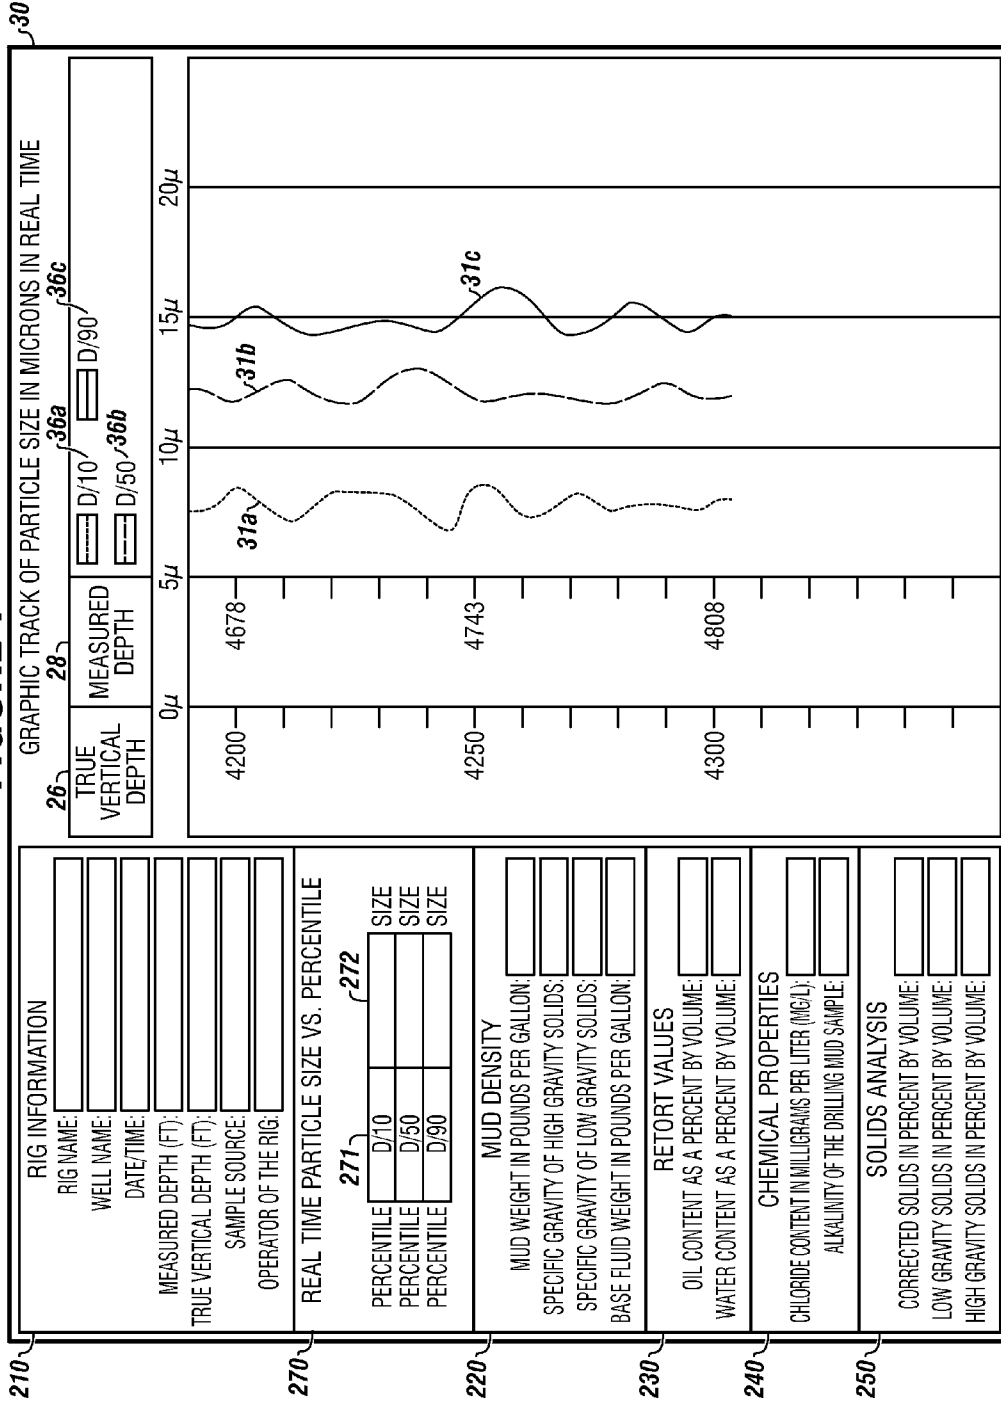 30
GRAPHIC TRACK OF PARTICLE SIZE IN MICRONS IN REAL TIME
26
TRUE
VERTICAL
DEPTH
28
MEASURED
DEPTH
D/10 36a
D/50 36b
D/90 36c
0µ 5µ 10µ 15µ 20µ
4200 4678
4250 4743
4300 4808
31a
31b
31c
210
RIG INFORMATION
RIG NAME:
WELL NAME:
DATE/TIME:
MEASURED DEPTH (FT):
TRUE VERTICAL DEPTH (FT):
SAMPLE SOURCE:
OPERATOR OF THE RIG:
270
REAL TIME PARTICLE SIZE VS. PERCENTILE
271 272
PERCENTILE D/10 SIZE
PERCENTILE D/50 SIZE
PERCENTILE D/90 SIZE
220
MUD DENSITY
MUD WEIGHT IN POUNDS PER GALLON:
SPECIFIC GRAVITY OF HIGH GRAVITY SOLIDS:
SPECIFIC GRAVITY OF LOW GRAVITY SOLIDS:
BASE FLUID WEIGHT IN POUNDS PER GALLON:
230
RETORT VALUES
OIL CONTENT AS A PERCENT BY VOLUME:
WATER CONTENT AS A PERCENT BY VOLUME:
240
CHEMICAL PROPERTIES
CHLORIDE CONTENT IN MILLIGRAMS PER LITER (MG/L):
ALKALINITY OF THE DRILLING MUD SAMPLE:
250
SOLIDS ANALYSIS
CORRECTED SOLIDS IN PERCENT BY VOLUME:
LOW GRAVITY SOLIDS IN PERCENT BY VOLUME:
HIGH GRAVITY SOLIDS IN PERCENT BY VOLUME: